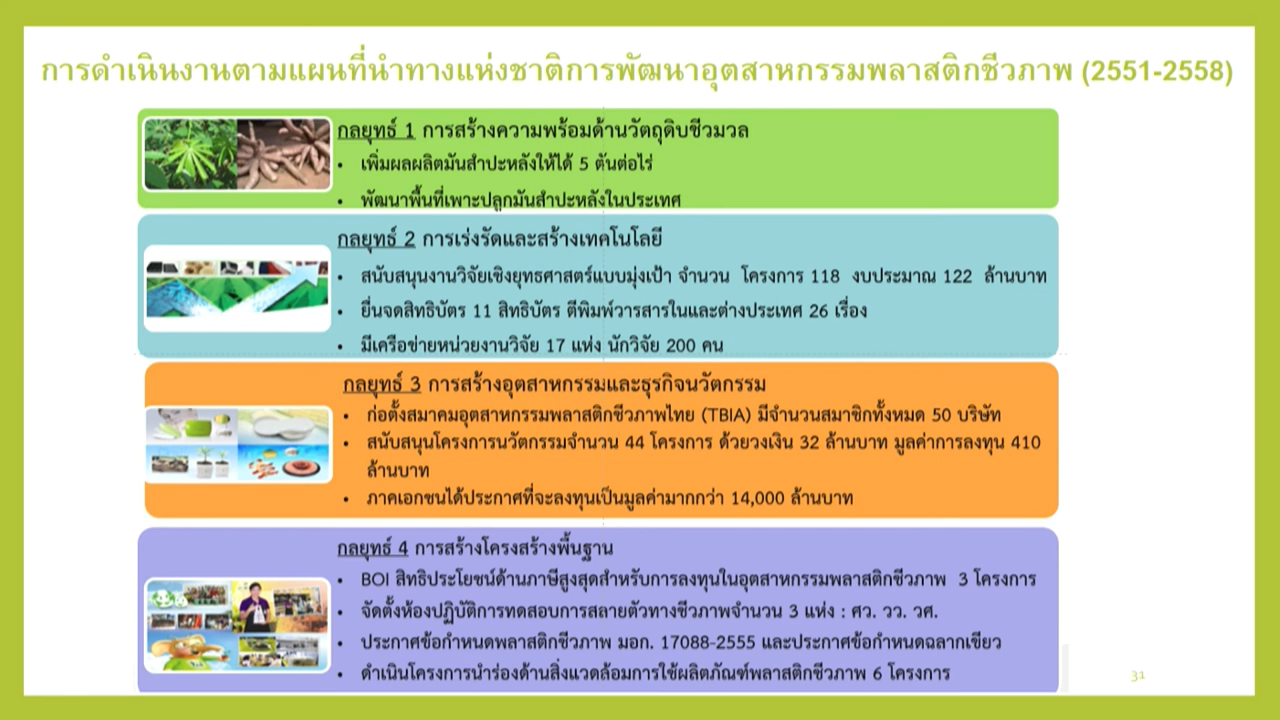 การดำเนินงานตามแผนที่นำทางแห่งชาติการพัฒนาอุตสาหกรรมพลาสติกชีวภาพ (2551-2558)
กลยุทธ์ 1 การสร้างความพร้อมด้านวัตถุดิบชีวมวล
• เพิ่มผลผลิตมันสำปะหลังให้ได้ 5 ตันต่อไร่
• พัฒนาพื้นที่เพาะปลูกมันสำปะหลังในประเทศ
กลยุทธ์ 2 การเร่งรัดและสร้างเทคโนโลยี
• สนับสนุนงานวิจัยเชิงยุทธศาสตร์แบบมุ่งเป้า จำนวน โครงการ 118 งบประมาณ 122 ล้านบาท
• ยื่นจดสิทธิบัตร 11 สิทธิบัตร ตีพิมพ์วารสารในและต่างประเทศ 26 เรื่อง
• มีเครือข่ายหน่วยงานวิจัย 17 แห่ง นักวิจัย 200 คน
กลยุทธ์ 3 การสร้างอุตสาหกรรมและธุรกิจนวัตกรรม
• ก่อตั้งสมาคมอุตสาหกรรมพลาสติกชีวภาพไทย (TBIA) มีจำนวนสมาชิกทั้งหมด 50 บริษัท
• สนับสนุนโครงการนวัตกรรมจำนวน 44 โครงการ ด้วยวงเงิน 32 ล้านบาท มูลค่าการลงทุน 410
ล้านบาท
• ภาคเอกชนได้ประกาศที่จะลงทุนเป็นมูลค่ามากกว่า 14,000 ล้านบาท
กลยุทธ์ 4 การสร้างโครงสร้างพื้นฐาน
• BOI สิทธิประโยชน์ด้านภาษีสูงสุดสำหรับการลงทุนในอุตสาหกรรมพลาสติกชีวภาพ 3 โครงการ
• จัดตั้งห้องปฏิบัติการทดสอบการสลายตัวทางชีวภาพจำนวน 3 แห่ง : ศว. วว. วศ.
• ประกาศข้อกำหนดพลาสติกชีวภาพ มอก. 17088-2555 และประกาศข้อกำหนดฉลากเขียว
• ดำเนินโครงการนำร่องด้านสิ่งแวดล้อมการใช้ผลิตภัณฑ์พลาสติกชีวภาพ 6 โครงการ
31